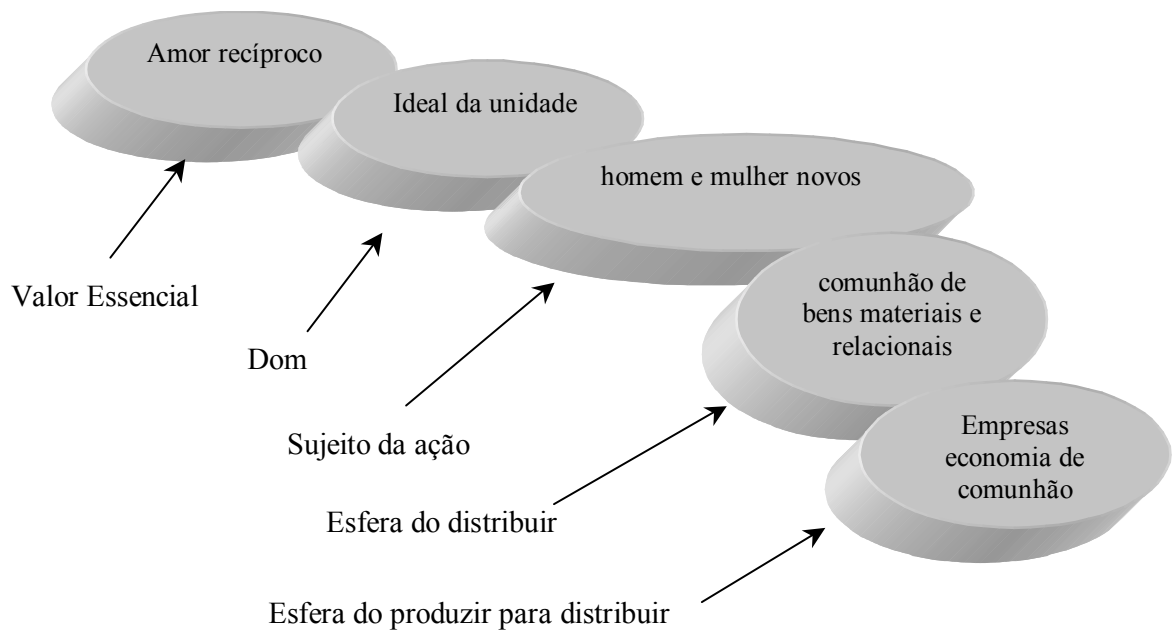 Amor recíproco
Ideal da unidade
homem e mulher novos
Valor Essencial
comunhão de
bens materiais e
relacionais
Dom
Sujeito da ação
Empresas
economia de
comunhão
Esfera do distribuir
Esfera do produzir para distribuir